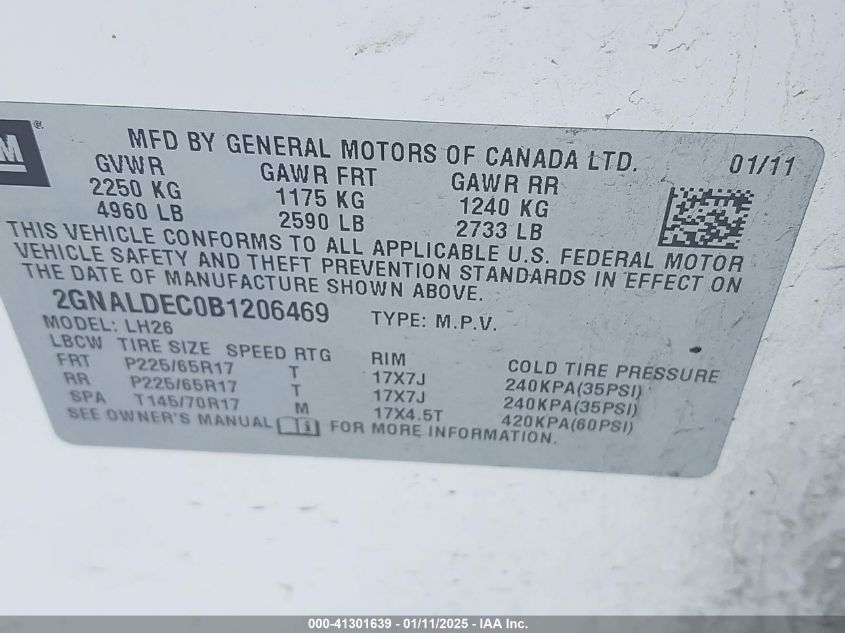 M ®
MFD BY GENERAL MOTORS OF CANADA LTD. 01/11
GVWR GAWR FRT GAWR RR
2250 KG 1175 KG 1240 KG
4960 LB 2590 LB 2733 LB
THIS VEHICLE CONFORMS TO ALL APPLICABLE U.S. FEDERAL MOTOR
VEHICLE SAFETY AND THEFT PREVENTION STANDARDS IN EFFECT ON
THE DATE OF MANUFACTURE SHOWN ABOVE.
2GNALDEC0B1206469 TYPE: M.P.V.
MODEL: LH26
LBCW TIRE SIZE SPEED RTG RIM COLD TIRE PRESSURE
FRT P225/65R17 T 17X7J 240KPA(35PSI)
RR P225/65R17 T 17X7J 240KPA(35PSI)
SPA T145/70R17 M 17X4.5T 420KPA(60PSI)
SEE OWNER'S MANUAL i FOR MORE INFORMATION.
000-41301639 - 01/11/2025 - IAA Inc.